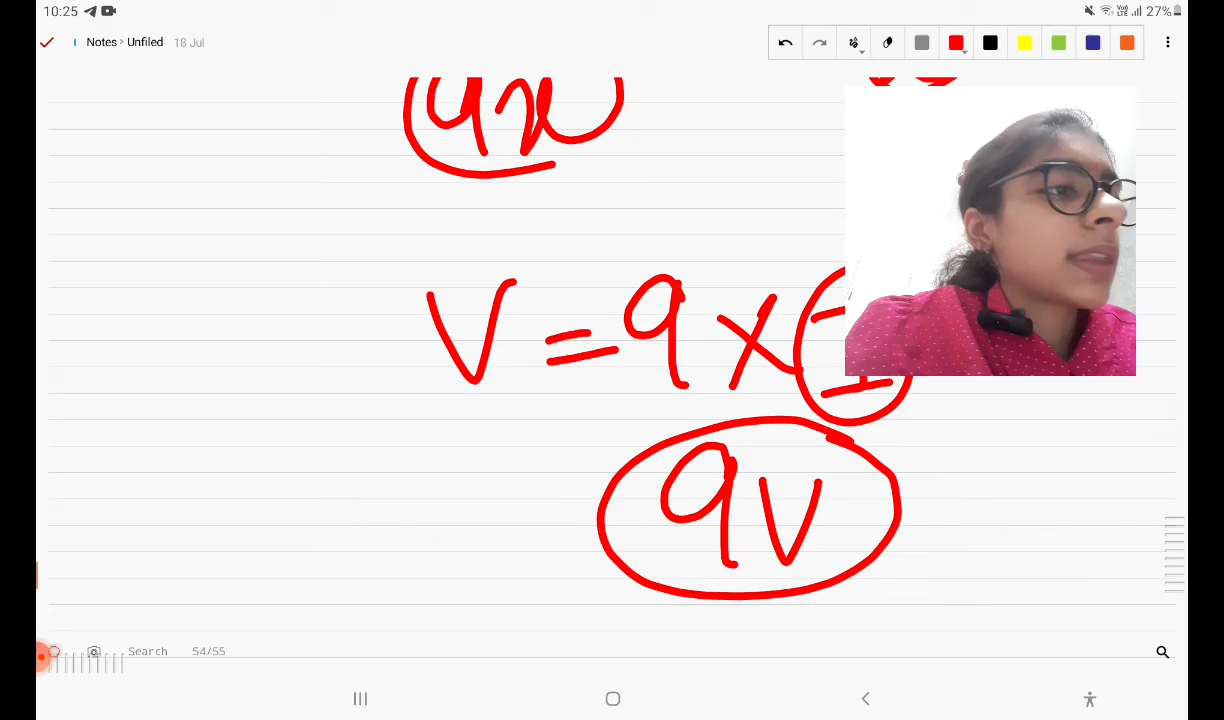 10:25 27%
Notes > Unfiled 18 Jul
V = 9 ×
9V
Search 54/55